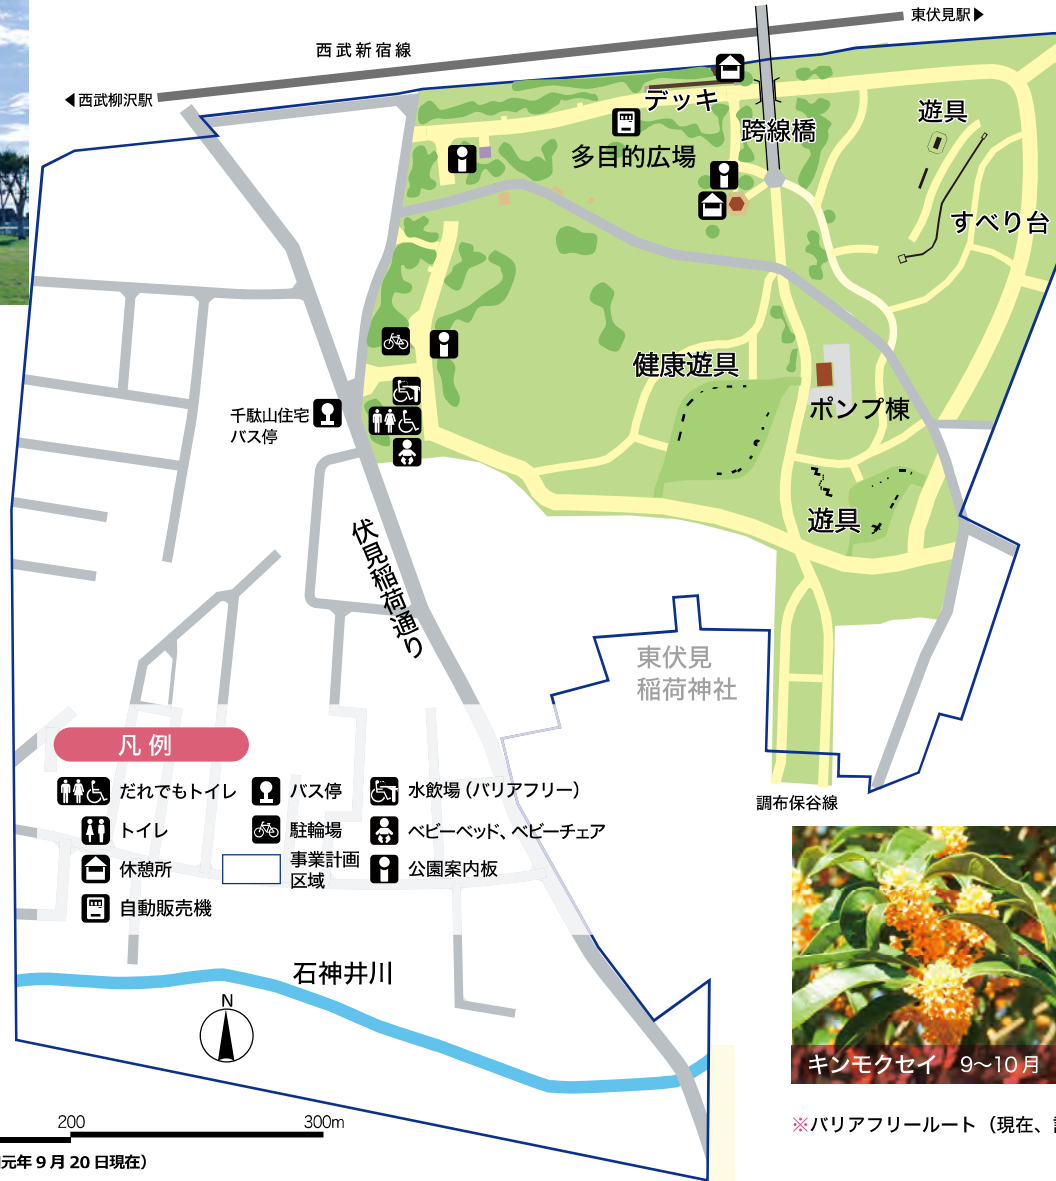 東伏見駅▶
西武新宿線
◀西武柳沢駅
デッキ
遊具
跨線橋
多目的広場
すべり台
健康遊具
ポンプ棟
千駄山住宅
バス停
遊具
伏見稲荷通り
東伏見
稲荷神社
凡例
だれでもトイレ
バス停
水飲場（バリアフリー）
トイレ
駐輪場
ベビーベッド、ベビーチェア
休憩所
事業計画
区域
公園案内板
自動販売機
調布保谷線
石神井川
N
キンモクセイ 9〜10月
200
300m
※バリアフリールート（現在、
元年9月20日現在）